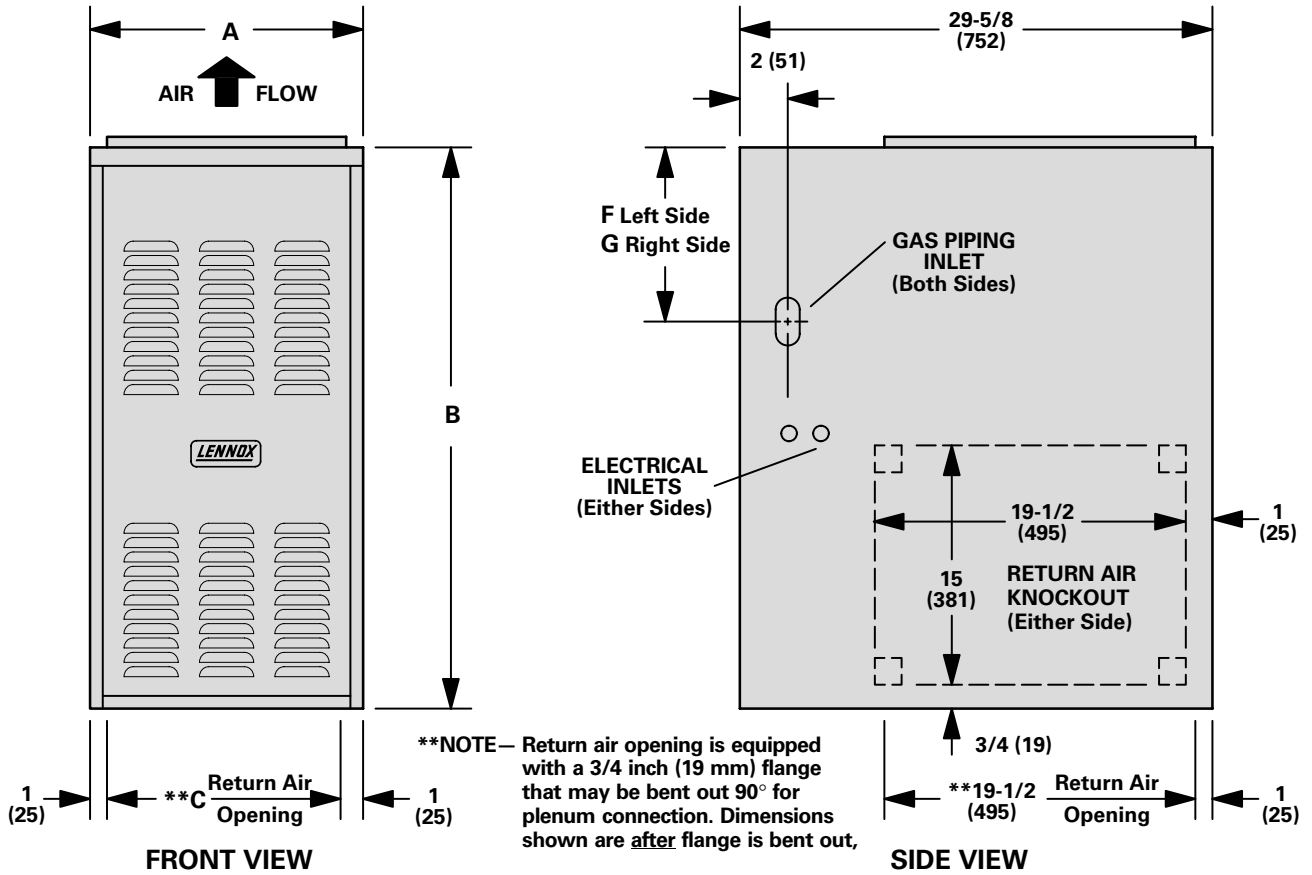 A
AIR FLOW
LENNOX
B
1
(25)
**C Return Air
Opening
1
(25)
FRONT VIEW
**NOTE— Return air opening is equipped
with a 3/4 inch (19 mm) flange
that may be bent out 90° for
plenum connection. Dimensions
shown are after flange is bent out,
29-5/8
(752)
2 (51)
F Left Side
G Right Side
GAS PIPING
INLET
(Both Sides)
ELECTRICAL
INLETS
(Either Sides)
19-1/2
(495)
1
(25)
15
(381)
RETURN AIR
KNOCKOUT
(Either Side)
3/4 (19)
**19-1/2
(495)
Return Air
Opening
1
(25)
SIDE VIEW